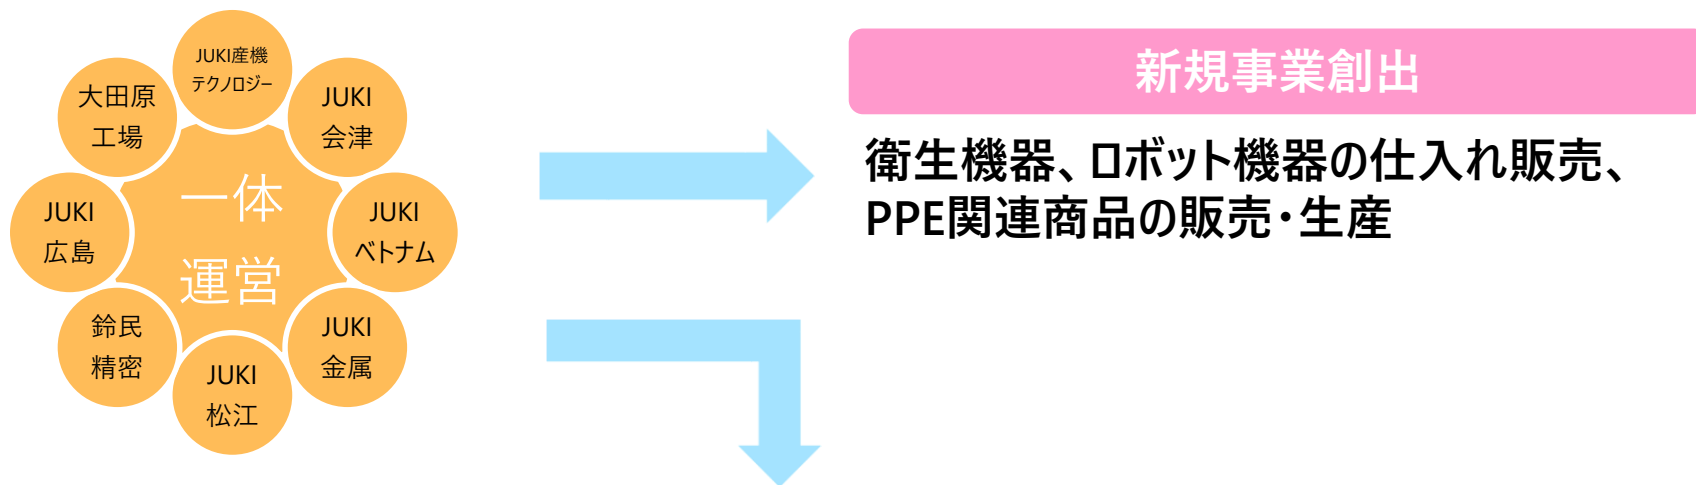 JUKI産機
テクノロジー
JUKI
会津
JUKI
ベトナム
JUKI
金属
JUKI
松江
鈴民
精密
JUKI
広島
大田原
工場
一体
運営
新規事業創出
衛生機器、ロボット機器の仕入れ販売、
PPE関連商品の販売・生産